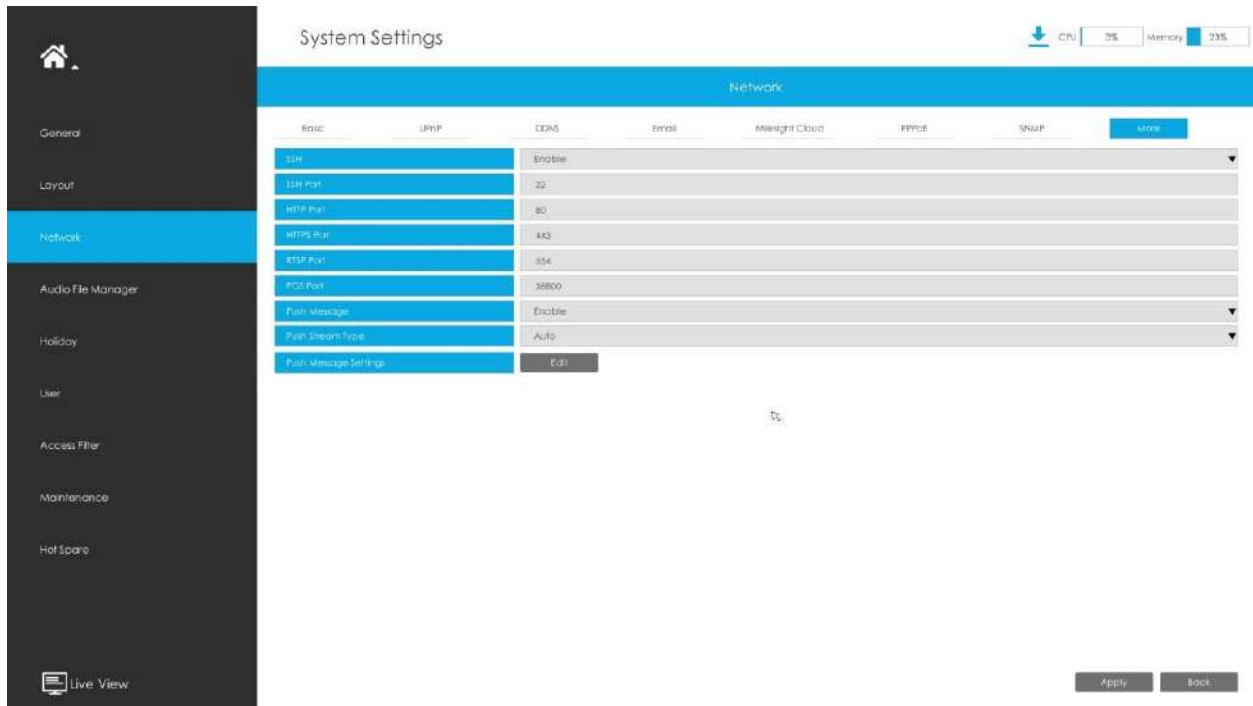 System Settings
CPU 3% Memory 23%
Network
Basic UPnP DDNS Email Milesight Cloud PPPoE SNMP More
General
Layout
Network
Audio File Manager
Holiday
User
Access Filter
Maintenance
Hot Spare
Live View
SSH Enable
SSH Port 22
HTTP Port 80
HTTPS Port 443
RTSP Port 554
POS Port 38800
Push Message Enable
Push Stream Type Auto
Push Message Settings Edit
Apply Back